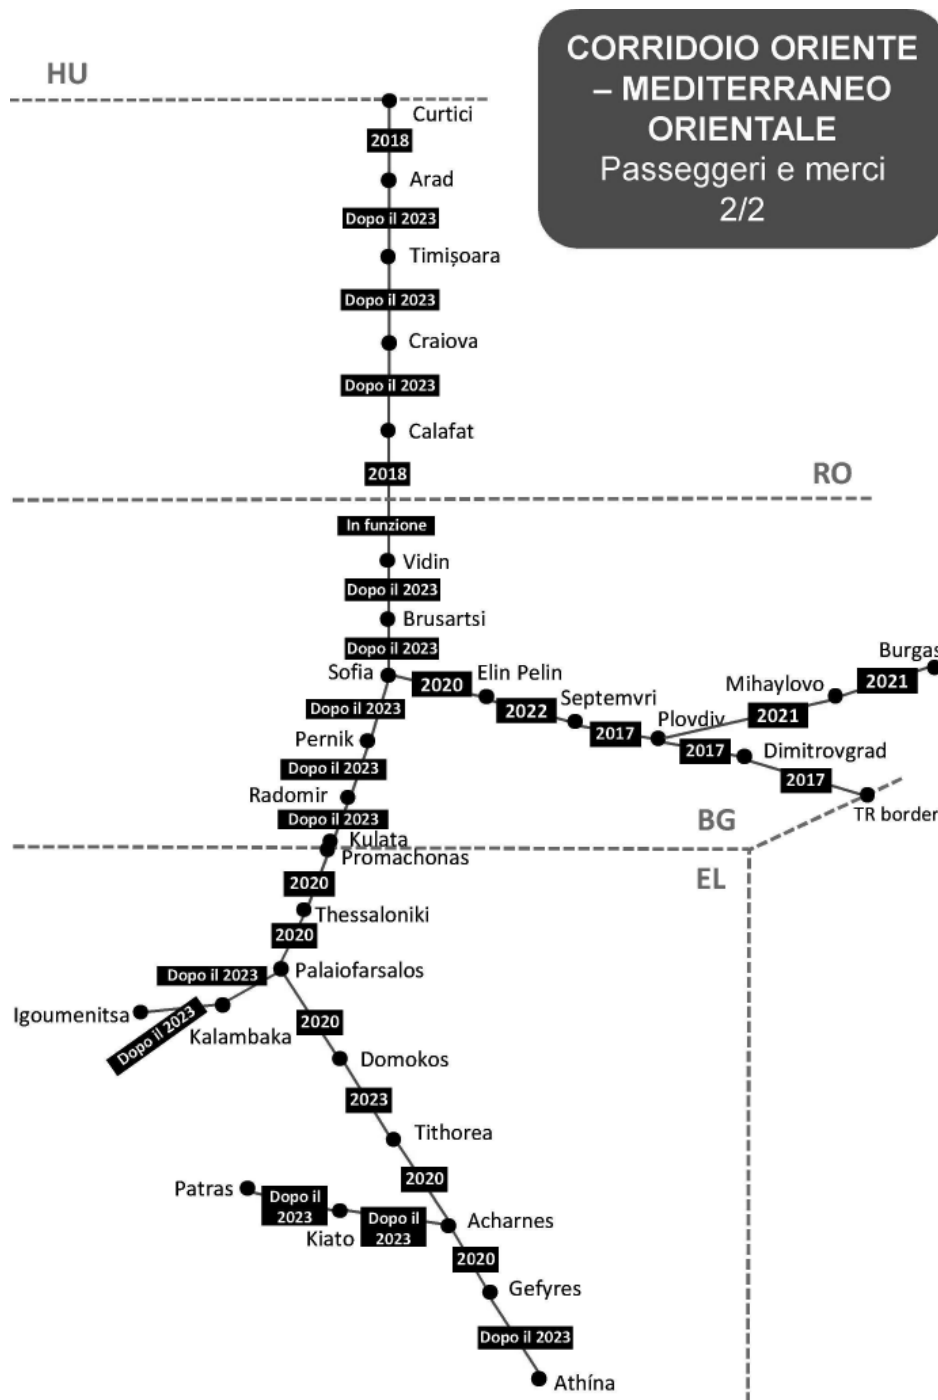 CORRIDOIO ORIENTE
– MEDITERRANEO
ORIENTALE
Passeggeri e merci
2/2
HU
Curtici
2018
Arad
Dopo il 2023
Timișoara
Dopo il 2023
Craiova
Dopo il 2023
Calafat
2018
RO
In funzione
Vidin
Dopo il 2023
Brusartsi
Dopo il 2023
Sofia
2020
Elin Pelin
2022
Septemvri
2017
Plovdiv
2021
Mihaylovo
2021
Burgas
2017
Dimitrovgrad
2017
TR border
Dopo il 2023
Pernik
Dopo il 2023
Radomir
Dopo il 2023
Kulata
BG
Promachonas
EL
2020
Thessaloniki
2020
Palaiofarsalos
Dopo il 2023
Kalambaka
Dopo il 2023
Igoumenitsa
2020
Domokos
2023
Tithorea
2020
Acharnes
Dopo il
2023
Kiato
Dopo il
2023
Patras
2020
Gefyres
Dopo il 2023
Athína